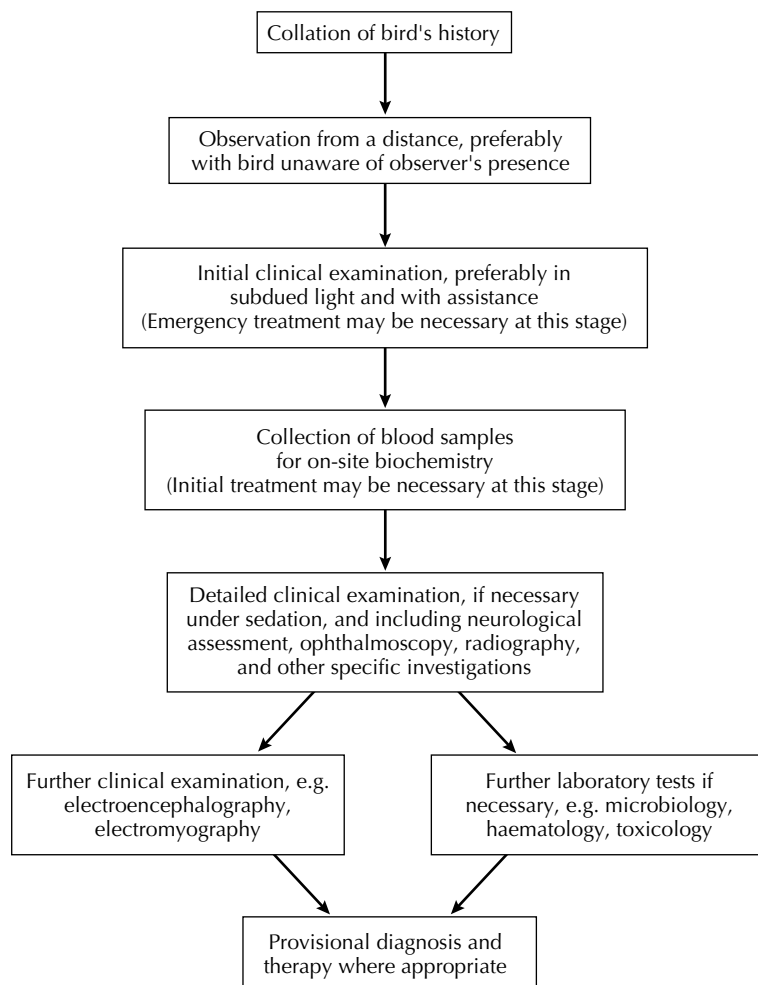 Collation of bird's history
Observation from a distance, preferably
with bird unaware of observer's presence
Initial clinical examination, preferably in
subdued light and with assistance
(Emergency treatment may be necessary at this stage)
Collection of blood samples
for on-site biochemistry
(Initial treatment may be necessary at this stage)
Detailed clinical examination, if necessary
under sedation, and including neurological
assessment, ophthalmoscopy, radiography,
and other specific investigations
Further clinical examination, e.g.
electroencephalography,
electromyography
Further laboratory tests if
necessary, e.g. microbiology,
haematology, toxicology
Provisional diagnosis and
therapy where appropriate